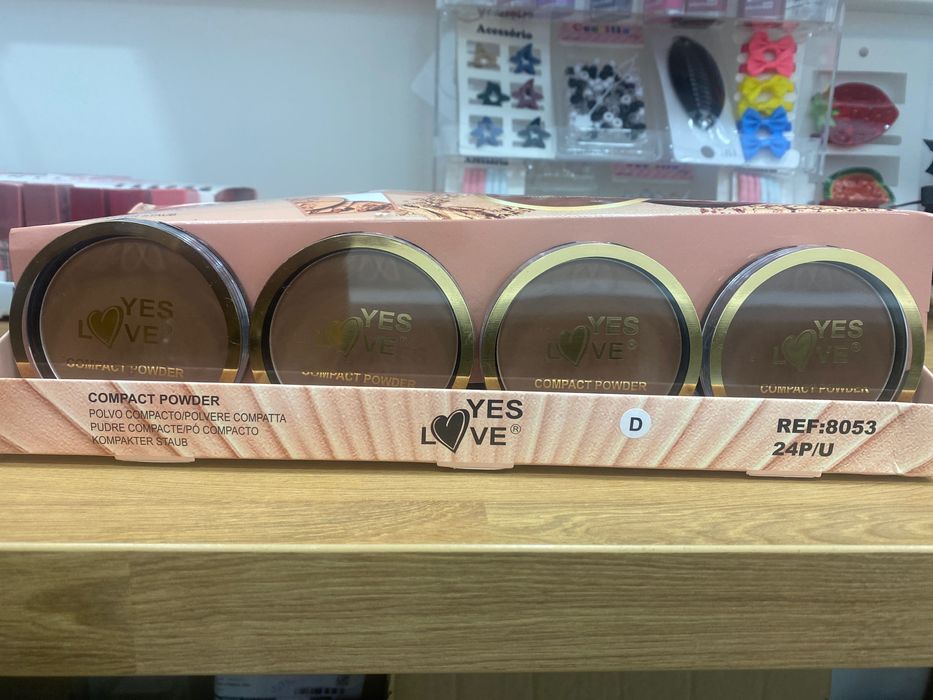 Acessório
YES
LOVE
COMPACT POWDER
YES
LOVE®
COMPACT POWDER
YES
LOVE®
COMPACT POWDER
YES
LOVE®
COMPACT POWDER
COMPACT POWDER
POLVO COMPACTO/POLVERE COMPATTA
PUDRE COMPACTE/PÓ COMPACTO
KOMPAKTER STAUB
YES
LOVE®
D
REF:8053
24P/U